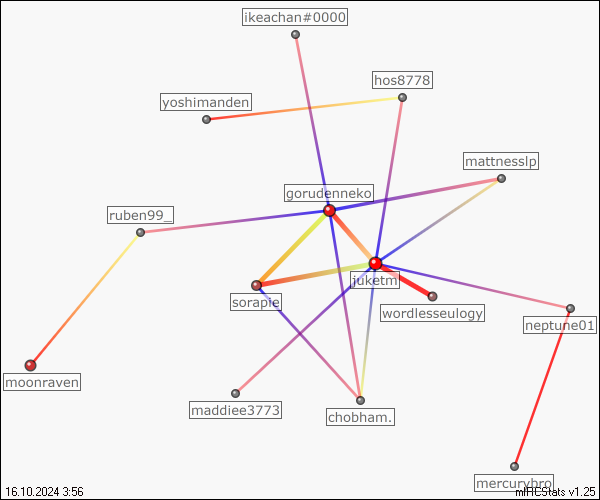 ikeachan#0000
hos8778
yoshimanden
mattnesslp
gorudenneko
ruben99_
juketm
sorapie
wordlesseulogy
neptune01
moonraven
maddiee3773
chobham.
mercurybro
16.10.2024 3:56
mIRCStats v1.25